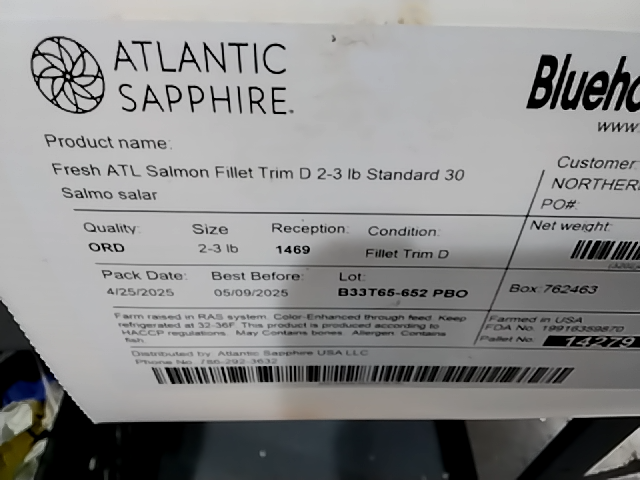 ATLANTIC
SAPPHIRE.
Blueho
www.
Product name:
Fresh ATL Salmon Fillet Trim D 2-3 lb Standard 30
Salmo salar
Customer:
NORTHER
PO#:
Quality: Size Reception: Condition:
ORD 2-3 lb 1469 Fillet Trim D
Net weight:
Pack Date: Best Before: Lot:
4/25/2025 05/09/2025 B33T65-652 PBO
Box: 762463
Farm raised in RAS system. Color-Enhanced through feed. Keep
refrigerated at 32-36F. This product is produced according to
HACCP regulations. May Contains bones. Allergen: Contains
fish.
Farmed in USA
FDA No. 19916359870
Pallet No. 14279
Distributed by: Atlantic Sapphire USA LLC
Phone No. 786-292-3632